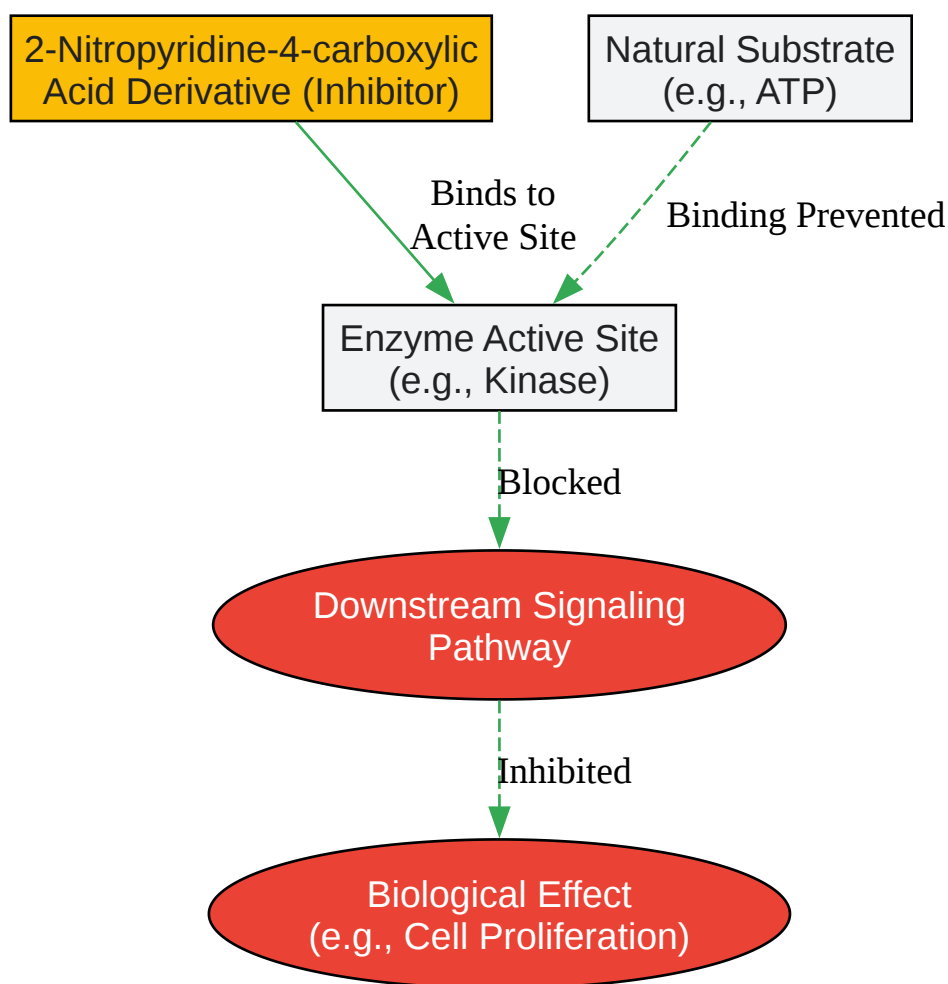 2-Nitropyridine-4-carboxylic
Acid Derivative (Inhibitor)
Natural Substrate
(e.g., ATP)
Binds to
Active Site
Binding Prevented
Enzyme Active Site
(e.g., Kinase)
Blocked
Downstream Signaling
Pathway
Inhibited
Biological Effect
(e.g., Cell Proliferation)